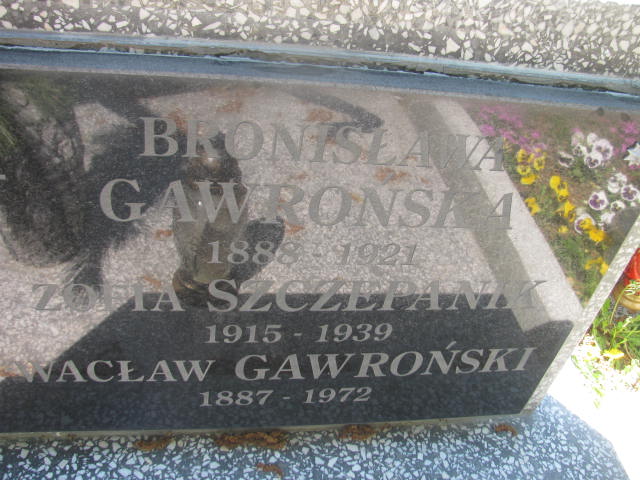 BRONISŁAWA
GAWROŃSKA
1888 - 1921
ZOFIA SZCZEPANIK
1915 - 1939
WACŁAW GAWROŃSKI
1887 - 1972